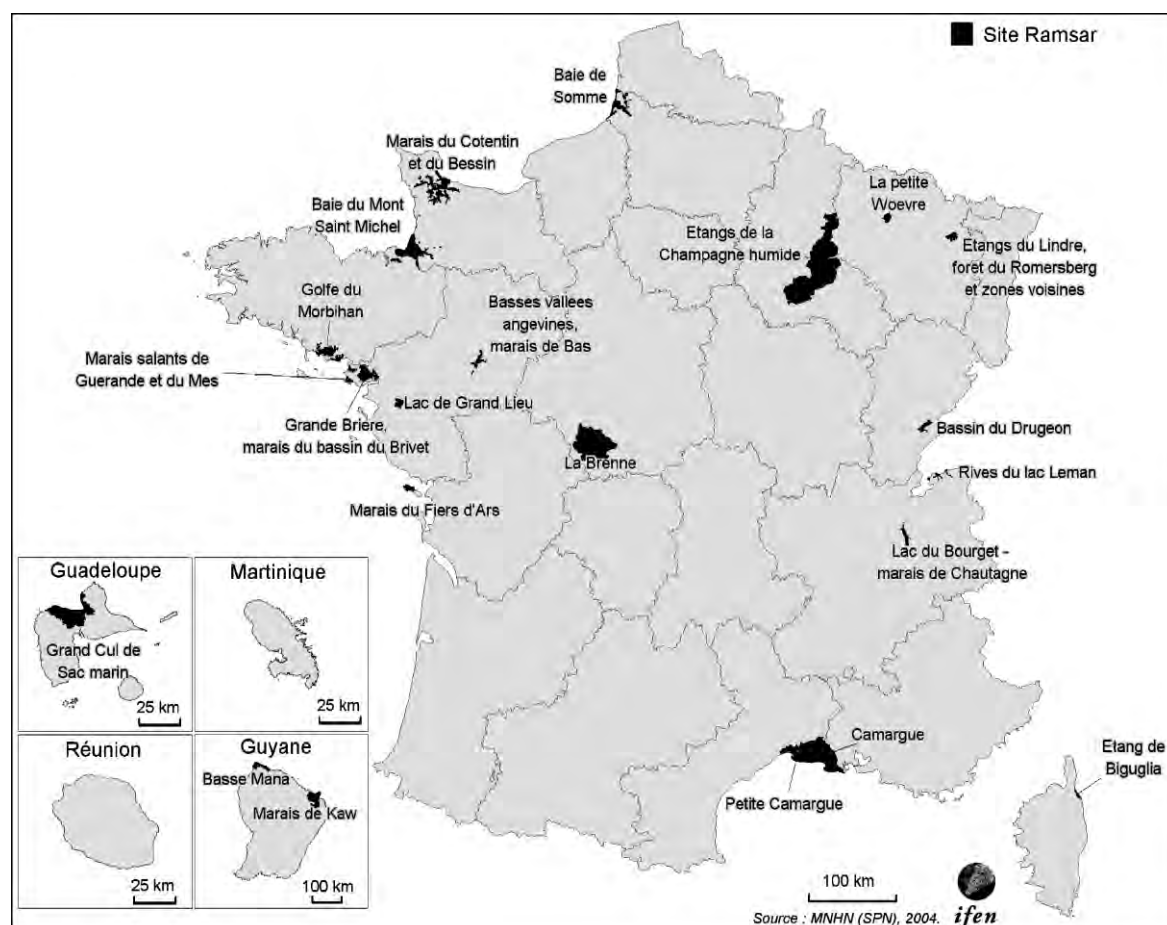 Site Ramsar
Baie de
Somme
Marais du Cotentin
et du Bessin
Baie du Mont
Saint Michel
La petite
Woevre
Etangs de la
Champagne humide
Etangs du Lindre,
foret du Romersberg
et zones voisines
Golfe du
Morbihan
Basses vallees
angevines,
marais de Bas
Marais salants de
Guerande et du Mes
Lac de Grand Lieu
Grande Briere,
marais du bassin du Brivet
La Brenne
Bassin du Drugeon
Rives du lac Leman
Marais du Fiers d'Ars
Lac du Bourget -
marais de Chautagne
Guadeloupe
Grand Cul de
Sac marin
25 km
Martinique
25 km
Réunion
25 km
Guyane
Basse Mana
Marais de Kaw
100 km
Camargue
Petite Camargue
Etang de
Biguglia
100 km
Source : MNHN (SPN), 2004.
ifen